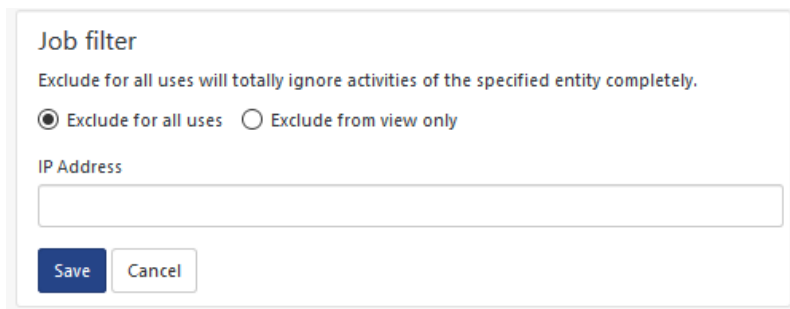 Job filter
Exclude for all uses will totally ignore activities of the specified entity completely.
Exclude for all uses Exclude from view only
IP Address
Save Cancel